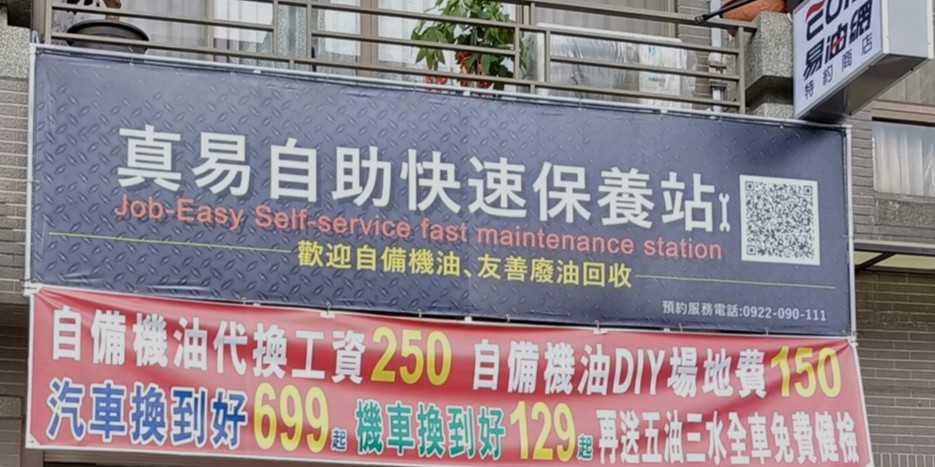 易油網
特約商店
真易自助快速保養站
Job-Easy Self-service fast maintenance station
歡迎自備機油、友善廢油回收
預約服務電話:0922-090-111
自備機油代換工資250 自備機油DIY場地費150
汽車換到好699起 機車換到好129起 再送五油三水全車免費健檢